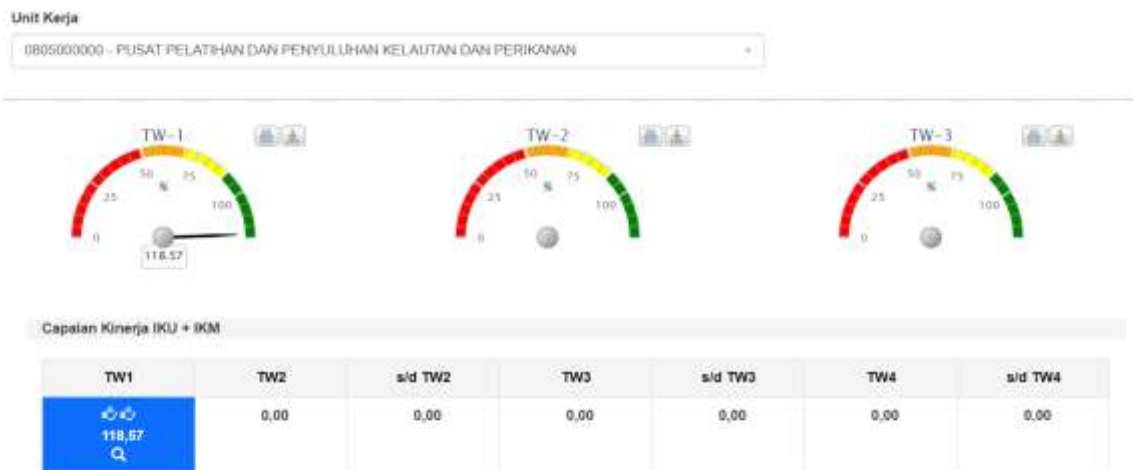 Unit Kerja
0805000000 - PUSAT PELATIHAN DAN PENYULUHAN KELAUTAN DAN PERIKANAN
TW-1 TW-2 TW-3
0 25 50 75 100 % 118.57
0 25 50 75 100 %
0 25 50 75 100 %
Capaian Kinerja IKU + IKM
TW1 TW2 s/d TW2 TW3 s/d TW3 TW4 s/d TW4
118,57 0,00 0,00 0,00 0,00 0,00 0,00